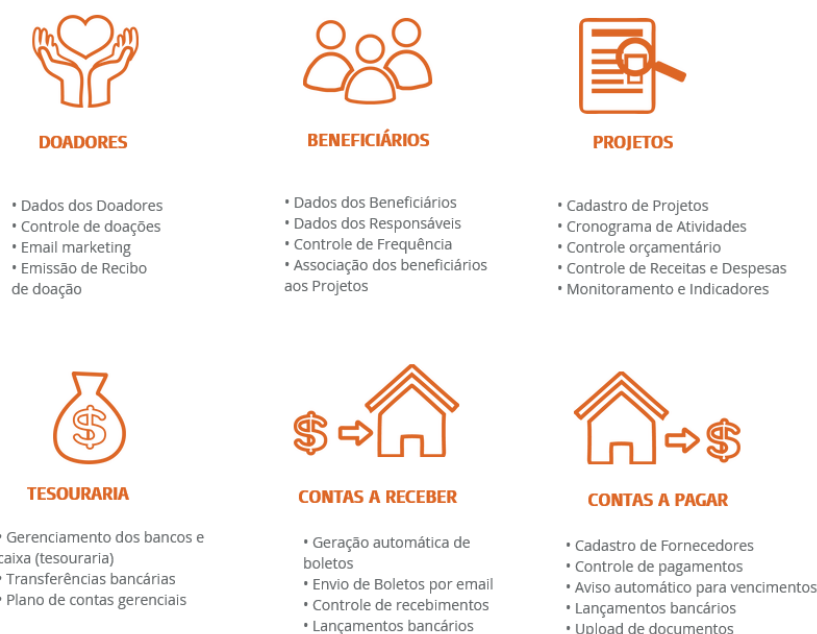 DOADORES
• Dados dos Doadores
• Controle de doações
• Email marketing
• Emissão de Recibo
de doação
BENEFICIÁRIOS
• Dados dos Beneficiários
• Dados dos Responsáveis
• Controle de Frequência
• Associação dos beneficiários
aos Projetos
PROJETOS
• Cadastro de Projetos
• Cronograma de Atividades
• Controle orçamentário
• Controle de Receitas e Despesas
• Monitoramento e Indicadores
$
TESOURARIA
• Gerenciamento dos bancos e
caixa (tesouraria)
• Transferências bancárias
• Plano de contas gerenciais
$
CONTAS A RECEBER
• Geração automática de
boletos
• Envio de Boletos por email
• Controle de recebimentos
• Lançamentos bancários
$
CONTAS A PAGAR
• Cadastro de Fornecedores
• Controle de pagamentos
• Aviso automático para vencimentos
• Lançamentos bancários
• Upload de documentos